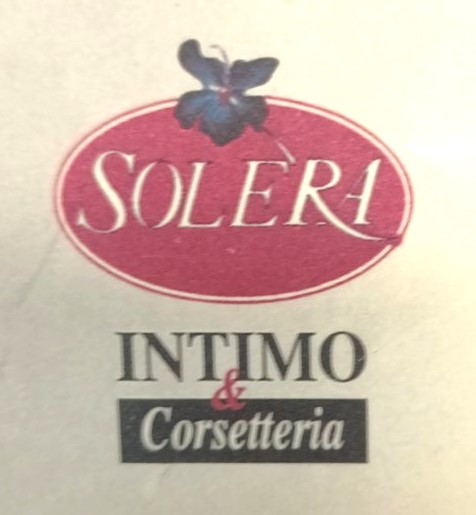 SOLERA
INTIMO
&
Corsetteria